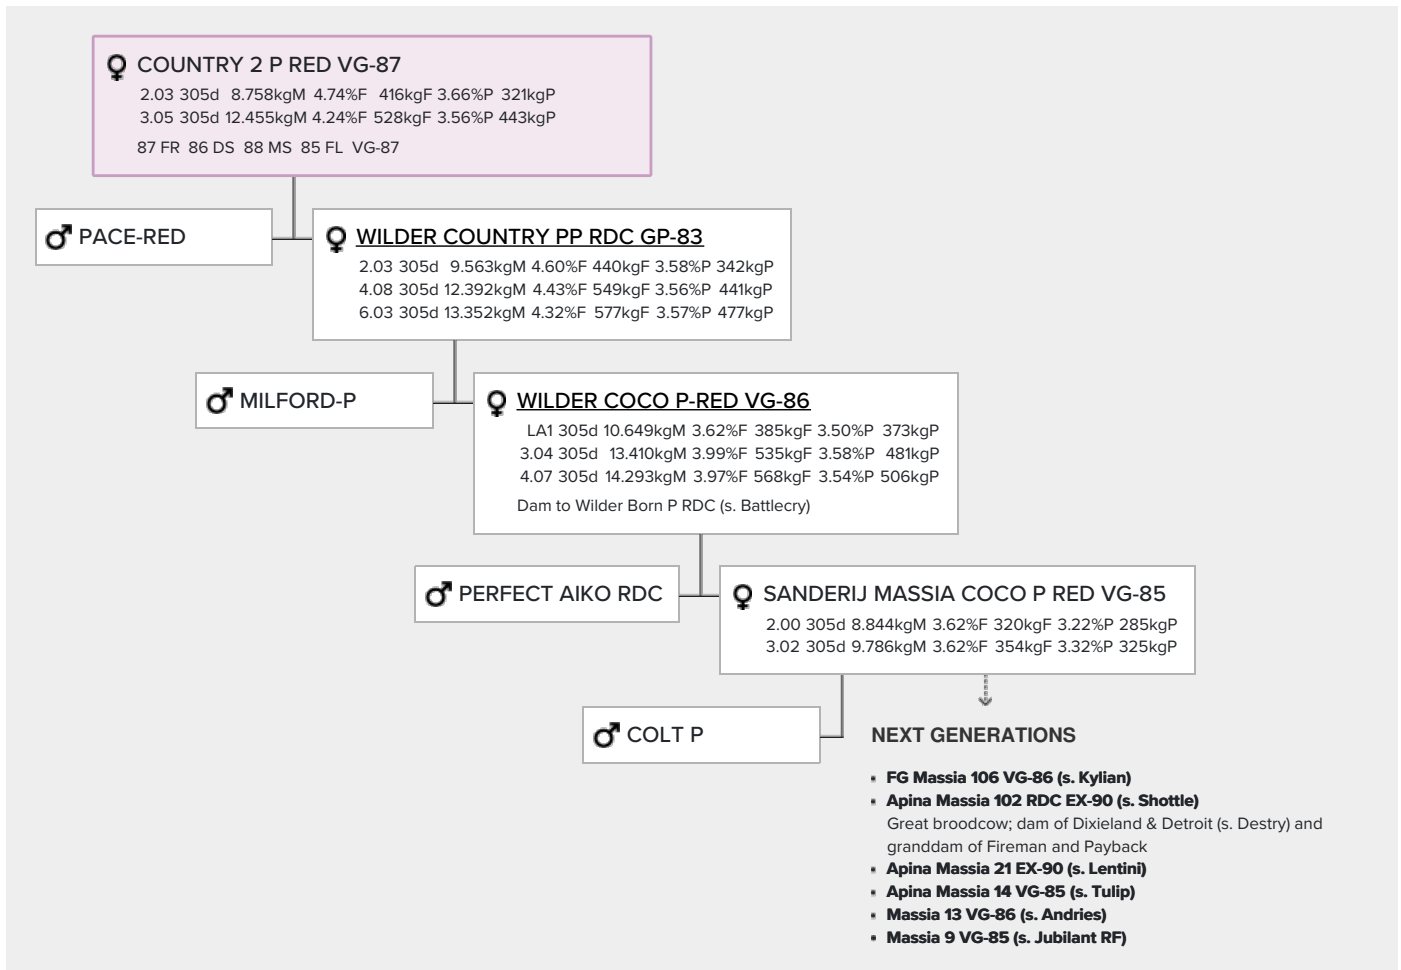 COUNTRY 2 P RED VG-87
2.03 305d 8.758kgM 4.74%F 416kgF 3.66%P 321kgP
3.05 305d 12.455kgM 4.24%F 528kgF 3.56%P 443kgP
87 FR 86 DS 88 MS 85 FL VG-87
PACE-RED
WILDER COUNTRY PP RDC GP-83
2.03 305d 9.563kgM 4.60%F 440kgF 3.58%P 342kgP
4.08 305d 12.392kgM 4.43%F 549kgF 3.56%P 441kgP
6.03 305d 13.352kgM 4.32%F 577kgF 3.57%P 477kgP
MILFORD-P
WILDER COCO P-RED VG-86
LA1 305d 10.649kgM 3.62%F 385kgF 3.50%P 373kgP
3.04 305d 13.410kgM 3.99%F 535kgF 3.58%P 481kgP
4.07 305d 14.293kgM 3.97%F 568kgF 3.54%P 506kgP
Dam to Wilder Born P RDC (s. Battlecry)
PERFECT AIKO RDC
SANDERIJ MASSIA COCO P RED VG-85
2.00 305d 8.844kgM 3.62%F 320kgF 3.22%P 285kgP
3.02 305d 9.786kgM 3.62%F 354kgF 3.32%P 325kgP
COLT P
NEXT GENERATIONS
▪ FG Massia 106 VG-86 (s. Kylian)
▪ Apina Massia 102 RDC EX-90 (s. Shottle)
Great broodcow; dam of Dixieland & Detroit (s. Destry) and
granddam of Fireman and Payback
▪ Apina Massia 21 EX-90 (s. Lentini)
▪ Apina Massia 14 VG-85 (s. Tulip)
▪ Massia 13 VG-86 (s. Andries)
▪ Massia 9 VG-85 (s. Jubilant RF)